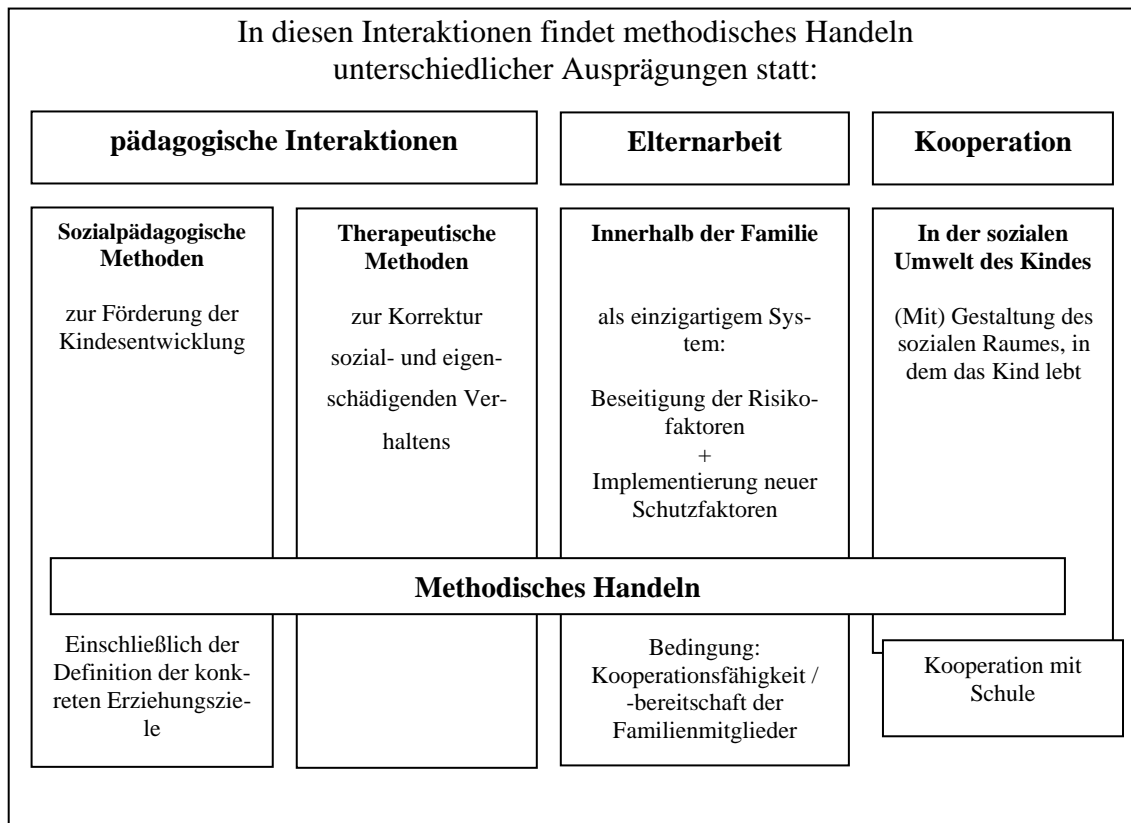 In diesen Interaktionen findet methodisches Handeln
unterschiedlicher Ausprägungen statt:
pädagogische Interaktionen
Elternarbeit
Kooperation
Sozialpädagogische
Methoden
zur Förderung der
Kindesentwicklung
Therapeutische
Methoden
zur Korrektur
sozial- und eigen-
schädigenden Ver-
haltens
Innerhalb der Familie
als einzigartigem Sys-
tem:
Beseitigung der Risiko-
faktoren
+
Implementierung neuer
Schutzfaktoren
In der sozialen
Umwelt des Kindes
(Mit) Gestaltung des
sozialen Raumes, in
dem das Kind lebt
Methodisches Handeln
Einschließlich der
Definition der konk-
reten Erziehungszie-
le
Bedingung:
Kooperationsfähigkeit /
-bereitschaft der
Familienmitglieder
Kooperation mit
Schule